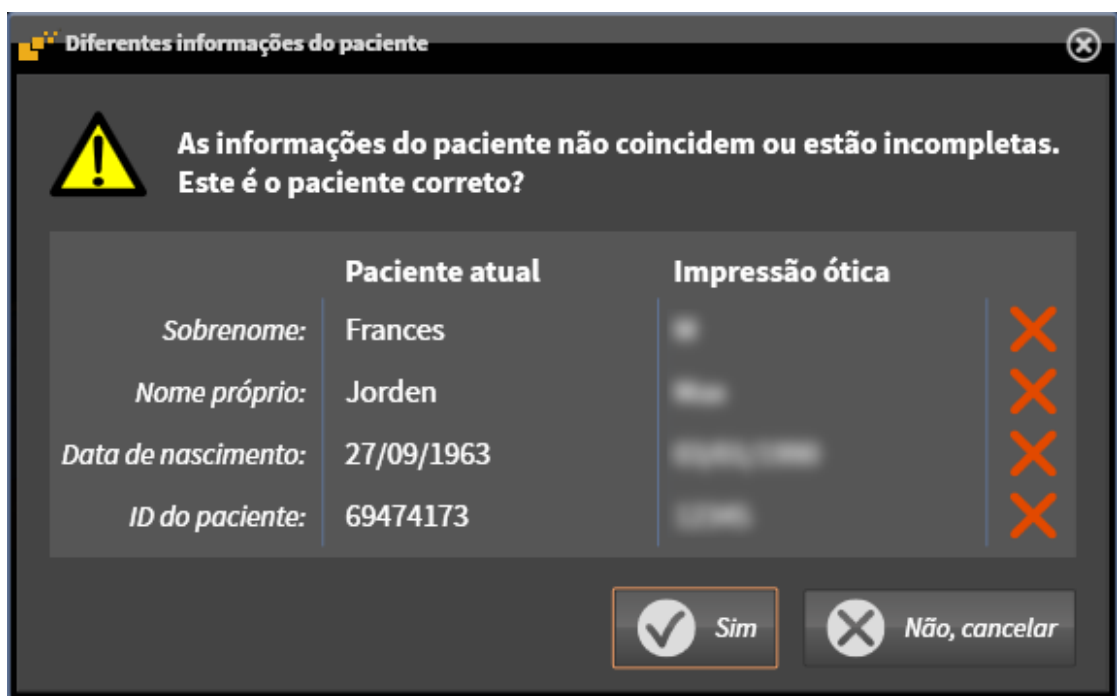 Diferentes informações do paciente
As informações do paciente não coincidem ou estão incompletas.
Este é o paciente correto?
Paciente atual Impressão ótica
Sobrenome: Frances
Nome próprio: Jorden
Data de nascimento: 27/09/1963
ID do paciente: 69474173
Sim Não, cancelar